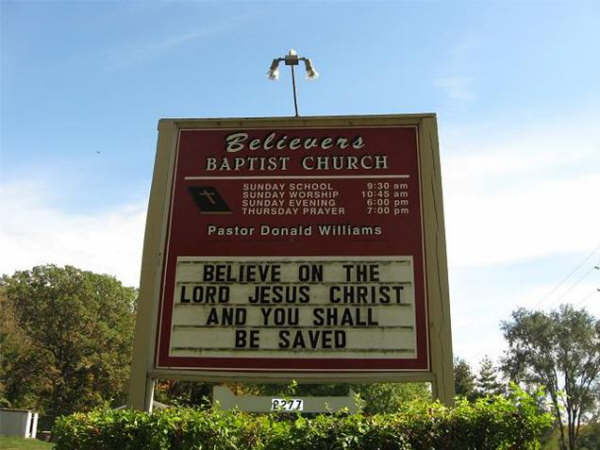 Believers
BAPTIST CHURCH
SUNDAY SCHOOL 9:30 am
SUNDAY WORSHIP 10:45 am
SUNDAY EVENING 6:00 pm
THURSDAY PRAYER 7:00 pm
Pastor Donald Williams
BELIEVE ON THE
LORD JESUS CHRIST
AND YOU SHALL
BE SAVED
8277